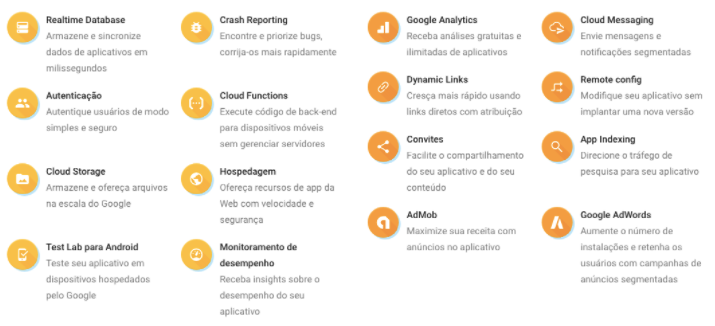 Realtime Database
Armazene e sincronize
dados de aplicativos em
milissegundos
Autenticação
Autentique usuários de modo
simples e seguro
Cloud Storage
Armazene e ofereça arquivos
na escala do Google
Test Lab para Android
Teste seu aplicativo em
dispositivos hospedados
pelo Google
Crash Reporting
Encontre e priorize bugs,
corrija-os mais rapidamente
Cloud Functions
Execute código de back-end
para dispositivos móveis
sem gerenciar servidores
Hospedagem
Ofereça recursos de app da
Web com velocidade e
segurança
Monitoramento de
desempenho
Receba insights sobre o
desempenho do seu
aplicativo
Google Analytics
Receba análises gratuitas e
ilimitadas de aplicativos
Dynamic Links
Cresça mais rápido usando
links diretos com atribuição
Convites
Facilite o compartilhamento
do seu aplicativo e do seu
conteúdo
AdMob
Maximize sua receita com
anúncios no aplicativo
Cloud Messaging
Envie mensagens e
notificações segmentadas
Remote config
Modifique seu aplicativo sem
implantar uma nova versão
App Indexing
Direcione o tráfego de
pesquisa para seu aplicativo
Google AdWords
Aumente o número de
instalações e retenha os
usuários com campanhas de
anúncios segmentadas